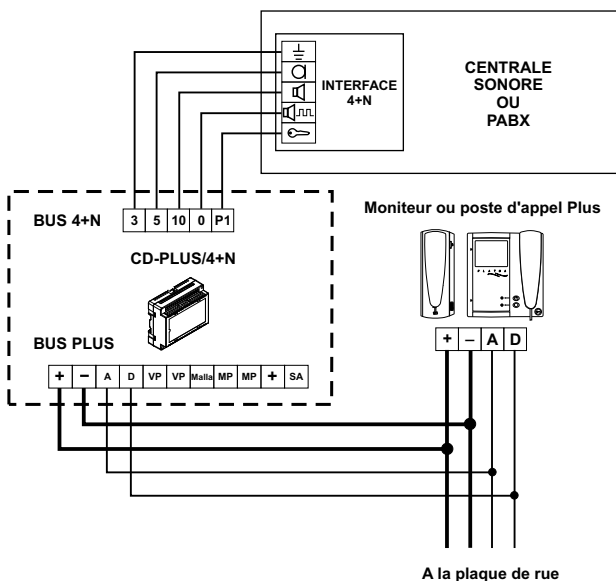 INTERFACE
4+N
CENTRALE
SONORE
OU
PABX
BUS 4+N
3 5 10 0 P1
CD-PLUS/4+N
Moniteur ou poste d'appel Plus
+ – A D
BUS PLUS
+ – A D VP VP Malla MP MP + SA
A la plaque de rue